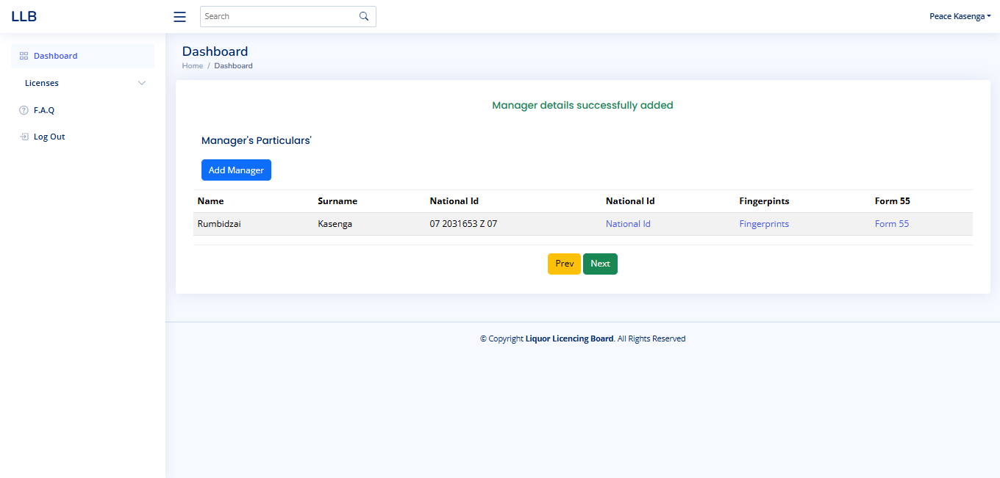 LLB
Search
Peace Kasenga
Dashboard
Licenses
F.A.Q
Log Out
Dashboard
Home / Dashboard
Manager details successfully added
Manager's Particulars'
Add Manager
Name Surname National Id National Id Fingerpints Form 55
Rumbidzai Kasenga 07 2031653 Z 07 National Id Fingerprints Form 55
Prev Next
© Copyright Liquor Licencing Board. All Rights Reserved